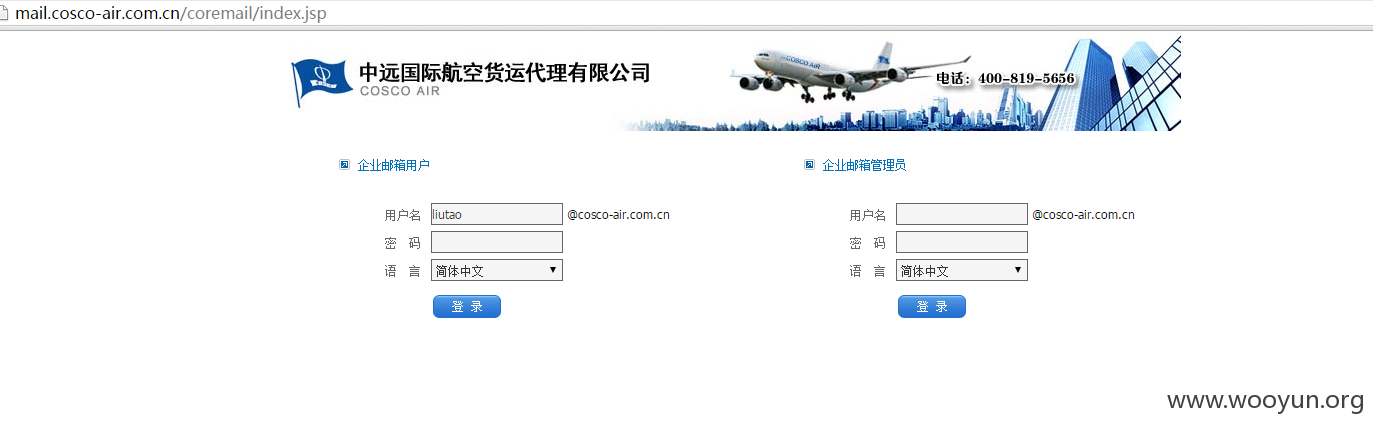 mail.cosco-air.com.cn/coremail/index.jsp
中远国际航空货运代理有限公司
COSCO AIR
COSCO AIR
电话：400-819-5656
企业邮箱用户
用户名 liutao @cosco-air.com.cn
密 码
语 言 简体中文
登 录
企业邮箱管理员
用户名 @cosco-air.com.cn
密 码
语 言 简体中文
登 录
www.wooyun.org